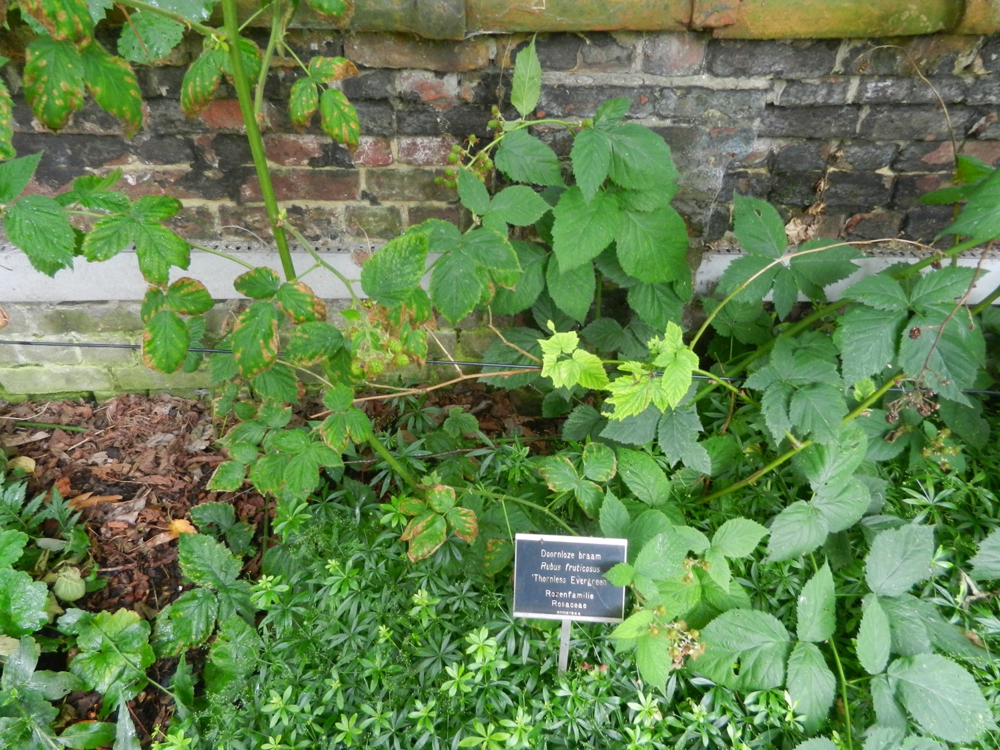 Doornloze braam
Rubus fruticosus
'Thornless Evergreen
Rozenfamilie
Rosaceae